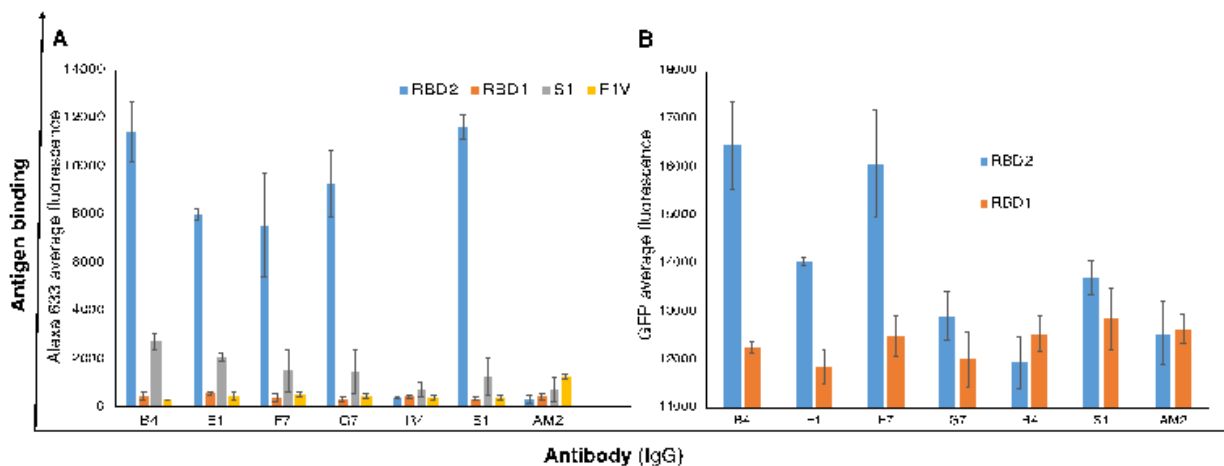 A
B
Antigen binding
Alexa 633 average fluorescence
14000
12000
10000
8000
6000
4000
2000
0
RBD2 RBD1 S1 F1V
B4 E1 F7 G7 S1 AM2
GFP average fluorescence
18000
17000
16000
15000
14000
13000
12000
11000
RBD2
RBD1
B4 F7 G7 S1 AM2
Antibody (IgG)